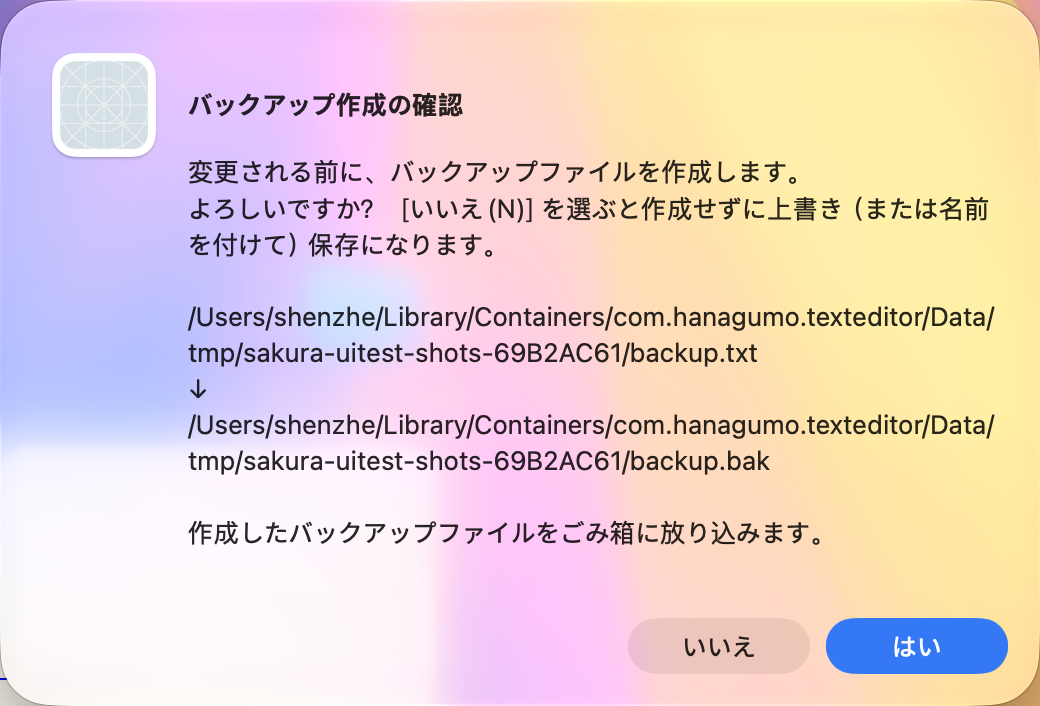 バックアップ作成の確認
変更される前に、バックアップファイルを作成します。
よろしいですか?　[いいえ(N)] を選ぶと作成せずに上書き（または名前
を付けて）保存になります。
/Users/shenzhe/Library/Containers/com.hanagumo.texteditor/Data/
tmp/sakura-uitest-shots-69B2AC61/backup.txt
↓
/Users/shenzhe/Library/Containers/com.hanagumo.texteditor/Data/
tmp/sakura-uitest-shots-69B2AC61/backup.bak
作成したバックアップファイルをごみ箱に放り込みます。
いいえ はい